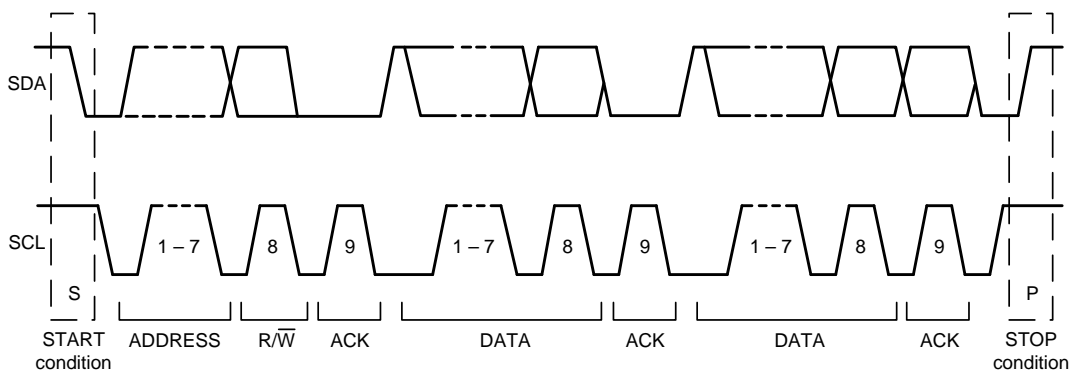 SDA
SCL
1 – 7
8
9
1 – 7
8
9
1 – 7
8
9
S
P
START
condition
ADDRESS
R/W̅
ACK
DATA
ACK
DATA
ACK
STOP
condition